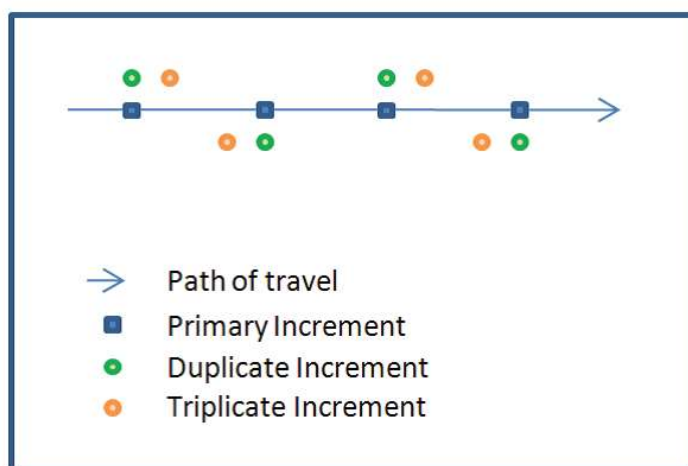 Path of travel
Primary Increment
Duplicate Increment
Triplicate Increment